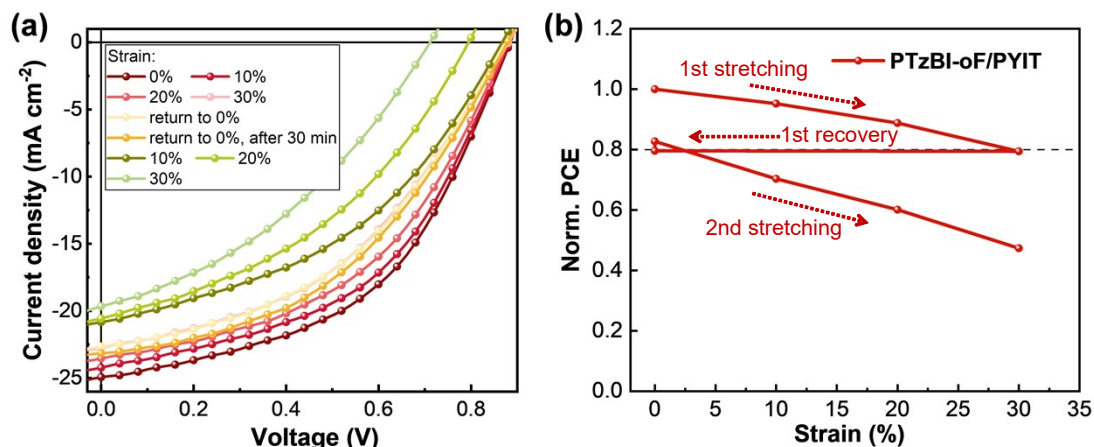 (a)
Current density (mA cm⁻²)
0
-5
-10
-15
-20
-25
Strain:
0% 10%
20% 30%
return to 0%
return to 0%, after 30 min
10% 20%
30%
0.0 0.2 0.4 0.6 0.8
Voltage (V)
(b)
Norm. PCE
1.2
1.0
0.8
0.6
0.4
0.2
0.0
PTzBI-oF/PYIT
1st stretching
1st recovery
2nd stretching
0 5 10 15 20 25 30 35
Strain (%)